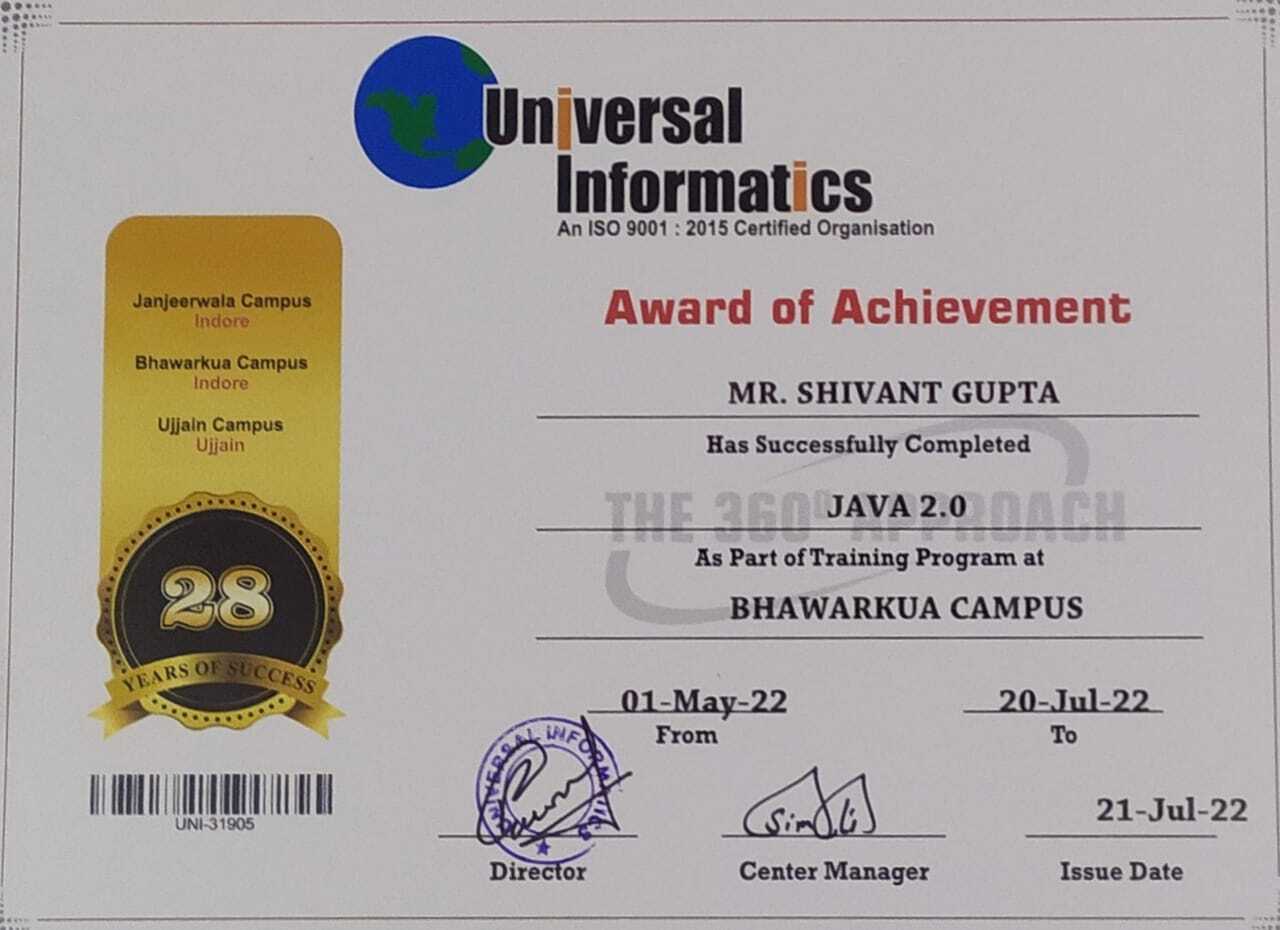 Universal
Informatics
An ISO 9001 : 2015 Certified Organisation
Janjeerwala Campus
Indore
Bhawarkua Campus
Indore
Ujjain Campus
Ujjain
28
YEARS OF SUCCESS
UNI-31905
Award of Achievement
MR. SHIVANT GUPTA
Has Successfully Completed
THE 360° APPROACH
JAVA 2.0
As Part of Training Program at
BHAWARKUA CAMPUS
01-May-22
From
20-Jul-22
To
UNIVERSAL INFORMATICS
Director
Center Manager
21-Jul-22
Issue Date